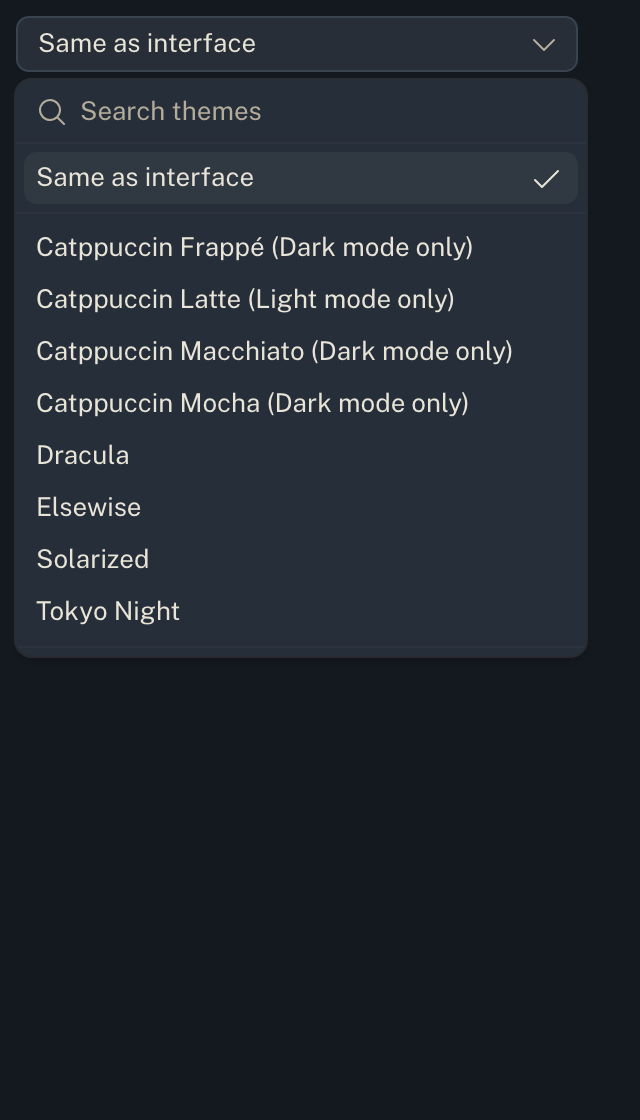 Same as interface
Search themes
Same as interface
Catppuccin Frappé (Dark mode only)
Catppuccin Latte (Light mode only)
Catppuccin Macchiato (Dark mode only)
Catppuccin Mocha (Dark mode only)
Dracula
Elsewise
Solarized
Tokyo Night